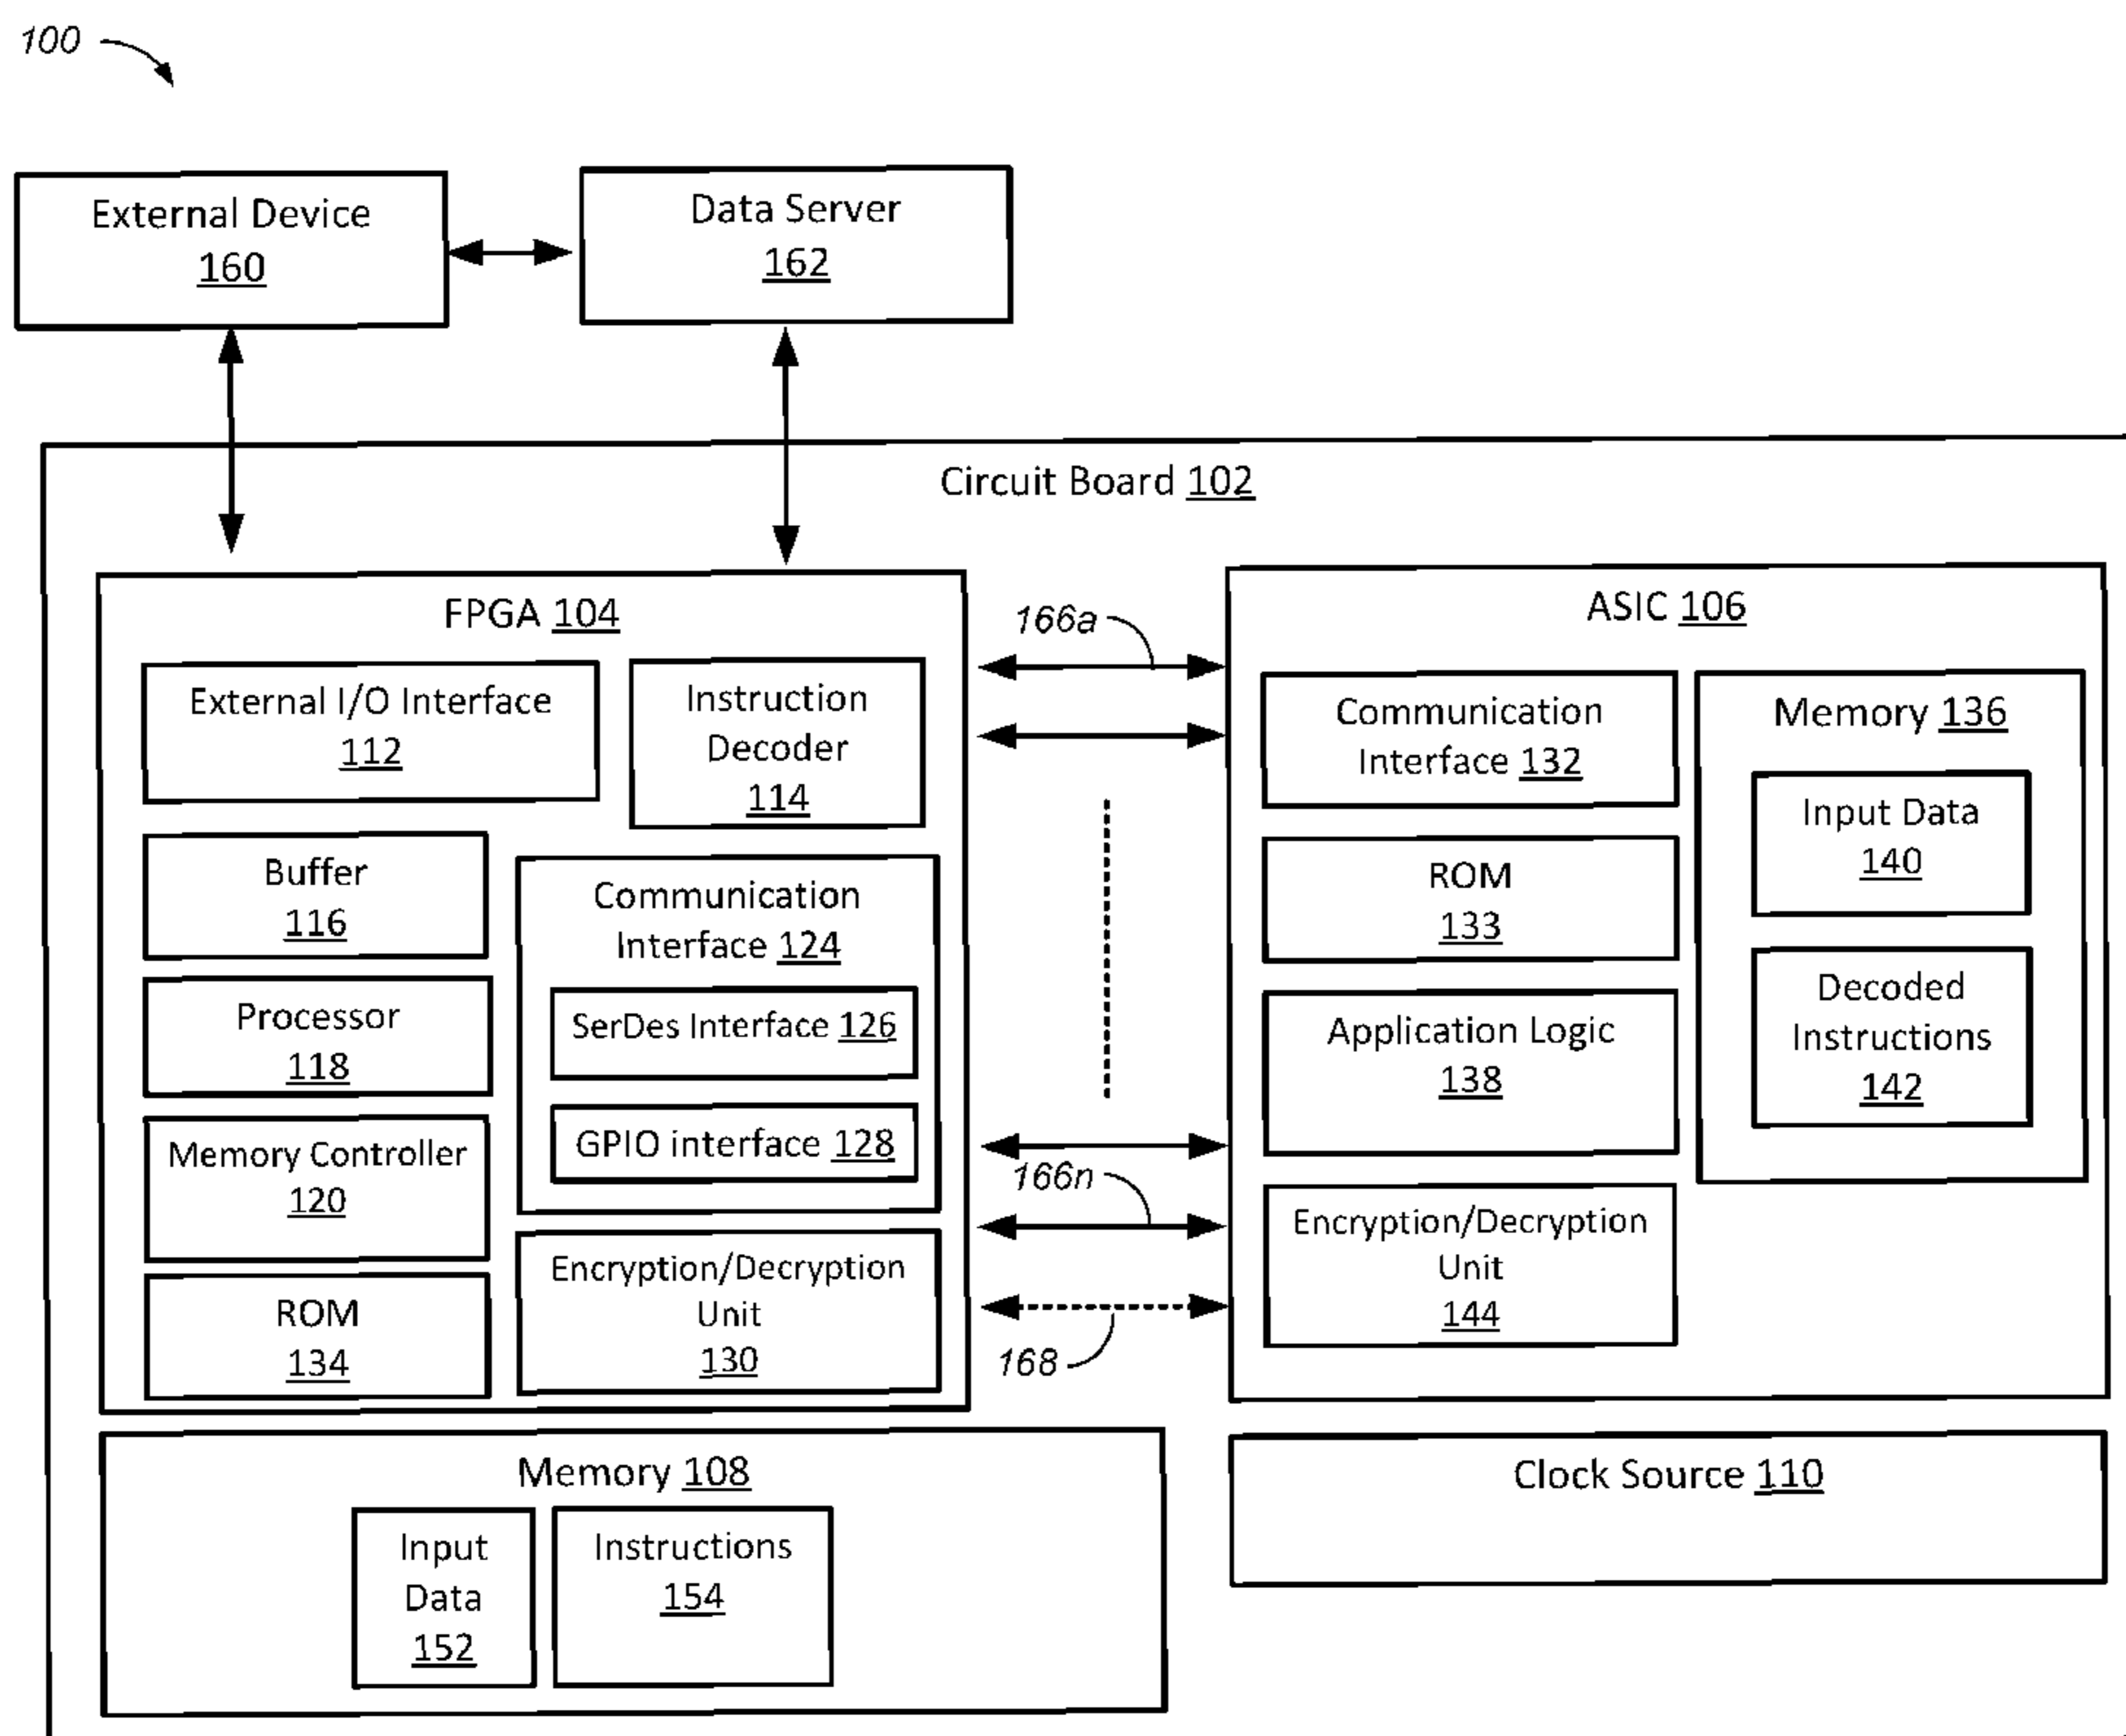 100
External Device
160
Data Server
162
Circuit Board 102
FPGA 104
External I/O Interface
112
Instruction
Decoder
114
Buffer
116
Processor
118
Memory Controller
120
ROM
134
Communication
Interface 124
SerDes Interface 126
GPIO interface 128
Encryption/Decryption
Unit
130
166a
166n
168
ASIC 106
Communication
Interface 132
ROM
133
Application Logic
138
Encryption/Decryption
Unit
144
Memory 136
Input Data
140
Decoded
Instructions
142
Memory 108
Input
Data
152
Instructions
154
Clock Source 110